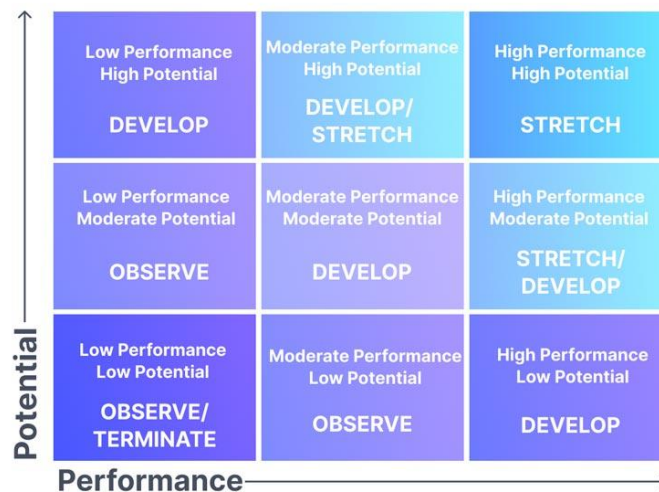 Low Performance
High Potential
DEVELOP
Moderate Performance
High Potential
DEVELOP/
STRETCH
High Performance
High Potential
STRETCH
Low Performance
Moderate Potential
OBSERVE
Moderate Performance
Moderate Potential
DEVELOP
High Performance
Moderate Potential
STRETCH/
DEVELOP
Low Performance
Low Potential
OBSERVE/
TERMINATE
Moderate Performance
Low Potential
OBSERVE
High Performance
Low Potential
DEVELOP
Potential
Performance